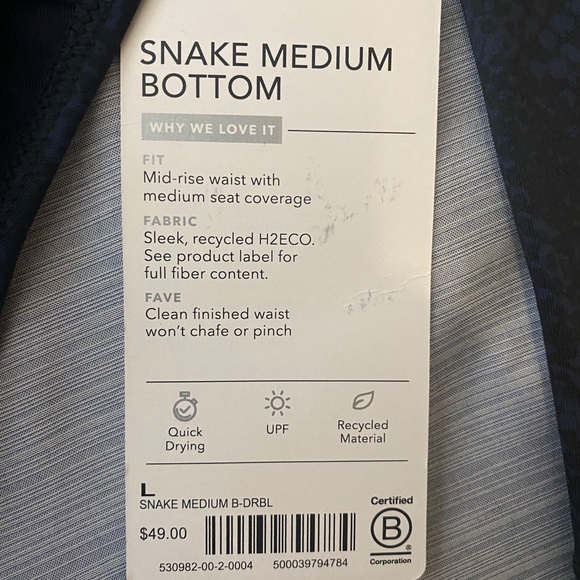 SNAKE MEDIUM
BOTTOM
WHY WE LOVE IT
FIT
Mid-rise waist with
medium seat coverage
FABRIC
Sleek, recycled H2ECO.
See product label for
full fiber content.
FAVE
Clean finished waist
won't chafe or pinch
Quick
Drying
UPF
Recycled
Material
L
SNAKE MEDIUM B-DRBL
$49.00
530982-00-2-0004 500039794784
Certified
B
®
Corporation